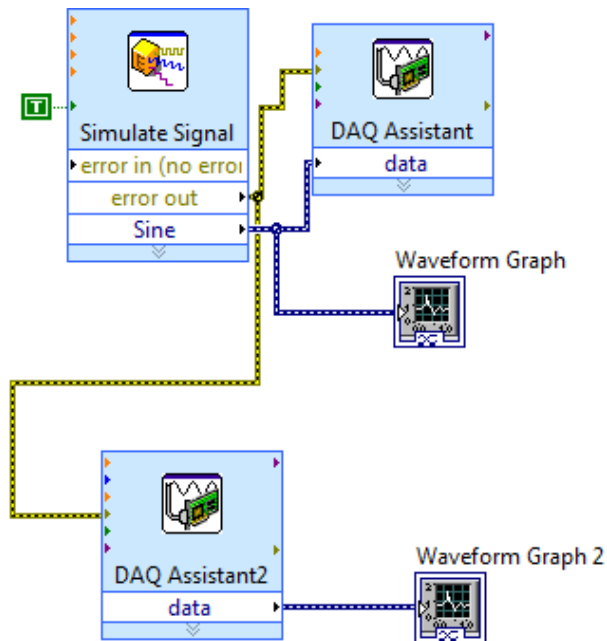 T
Simulate Signal
error in (no error
error out
Sine
DAQ Assistant
data
Waveform Graph
DAQ Assistant2
data
Waveform Graph 2